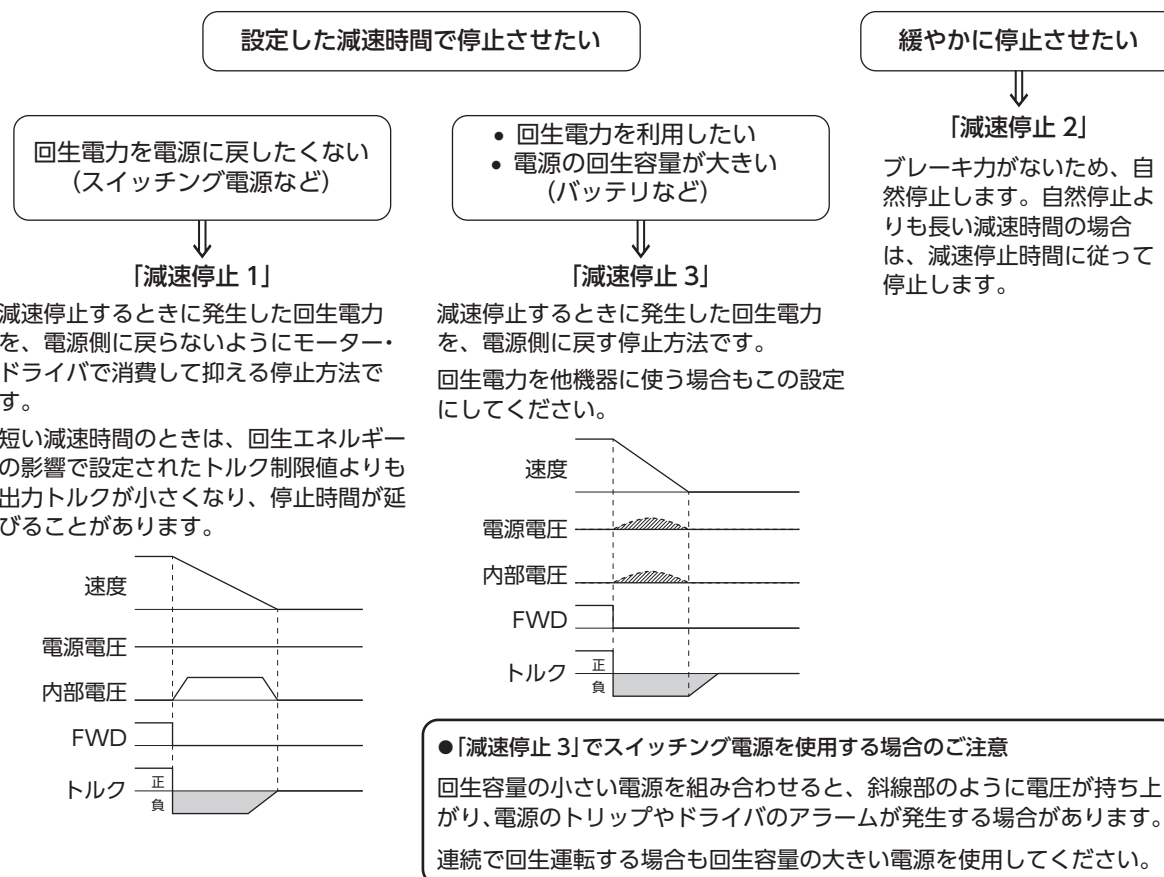 設定した減速時間で停止させたい
回生電力を電源に戻したくない
（スイッチング電源など）
「減速停止 1」
減速停止するときに発生した回生電力
を、電源側に戻らないようにモーター・
ドライバで消費して抑える停止方法で
す。
短い減速時間のときは、回生エネルギー
の影響で設定されたトルク制限値よりも
出力トルクが小さくなり、停止時間が延
びることがあります。
速度
電源電圧
内部電圧
FWD
トルク
正
負
• 回生電力を利用したい
• 電源の回生容量が大きい
（バッテリなど）
「減速停止 3」
減速停止するときに発生した回生電力
を、電源側に戻す停止方法です。
回生電力を他機器に使う場合もこの設定
にしてください。
速度
電源電圧
内部電圧
FWD
トルク
正
負
緩やかに停止させたい
「減速停止 2」
ブレーキ力がないため、自
然停止します。自然停止よ
りも長い減速時間の場合
は、減速停止時間に従って
停止します。
●「減速停止 3」でスイッチング電源を使用する場合のご注意
回生容量の小さい電源を組み合わせると、斜線部のように電圧が持ち上
がり、電源のトリップやドライバのアラームが発生する場合があります。
連続で回生運転する場合も回生容量の大きい電源を使用してください。